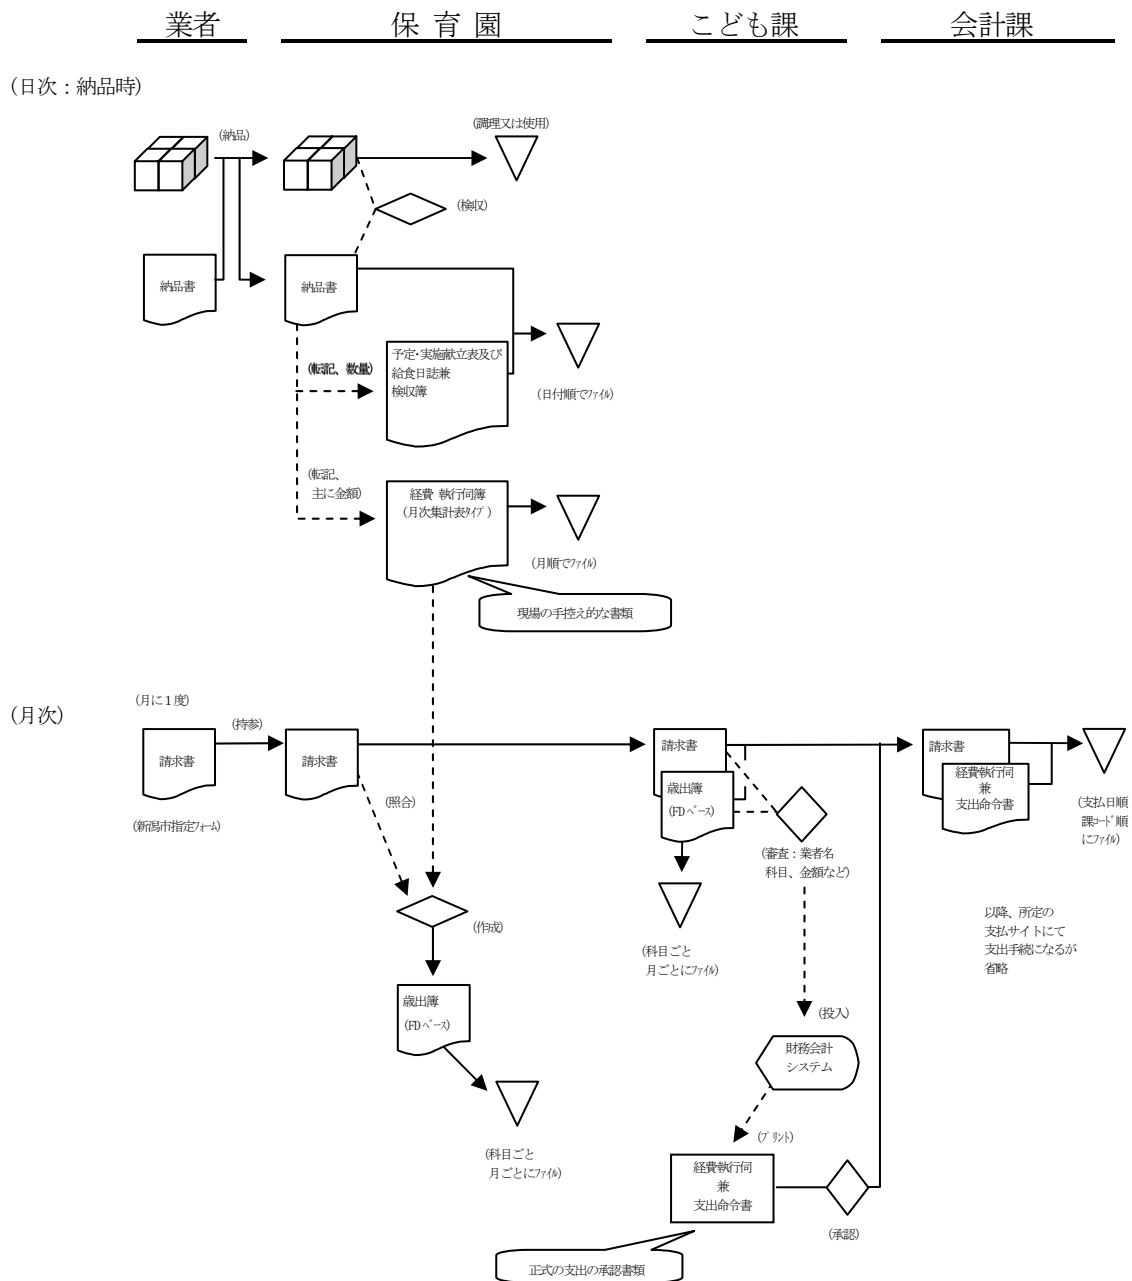 業者
保 育 園
こども課
会計課
(日次：納品時)
(納品)
(調理又は使用)
(検収)
納品書
納品書
(転記、数量)
予定・実施献立表及び
給食日誌兼
検収簿
(日付順でファイル)
(転記、
主に金額)
経費 執行伺簿
(月次集計表タイプ)
(月順でファイル)
現場の手控え的な書類
(月次)
(月に１度)
(持参)
請求書
請求書
請求書
請求書
(新潟市指定フォーム)
(照合)
歳出簿
(FDベース)
経費執行伺
兼
支出命令書
(支払日順
課コード順
にファイル)
(審査：業者名
科目、金額など)
(作成)
(科目ごと
月ごとにファイル)
以降、所定の
支払サイトにて
支出手続になるが
省略
歳出簿
(FDベース)
(投入)
財務会計
システム
(プリント)
(科目ごと
月ごとにファイル)
経費執行伺
兼
支出命令書
(承認)
正式の支出の承認書類